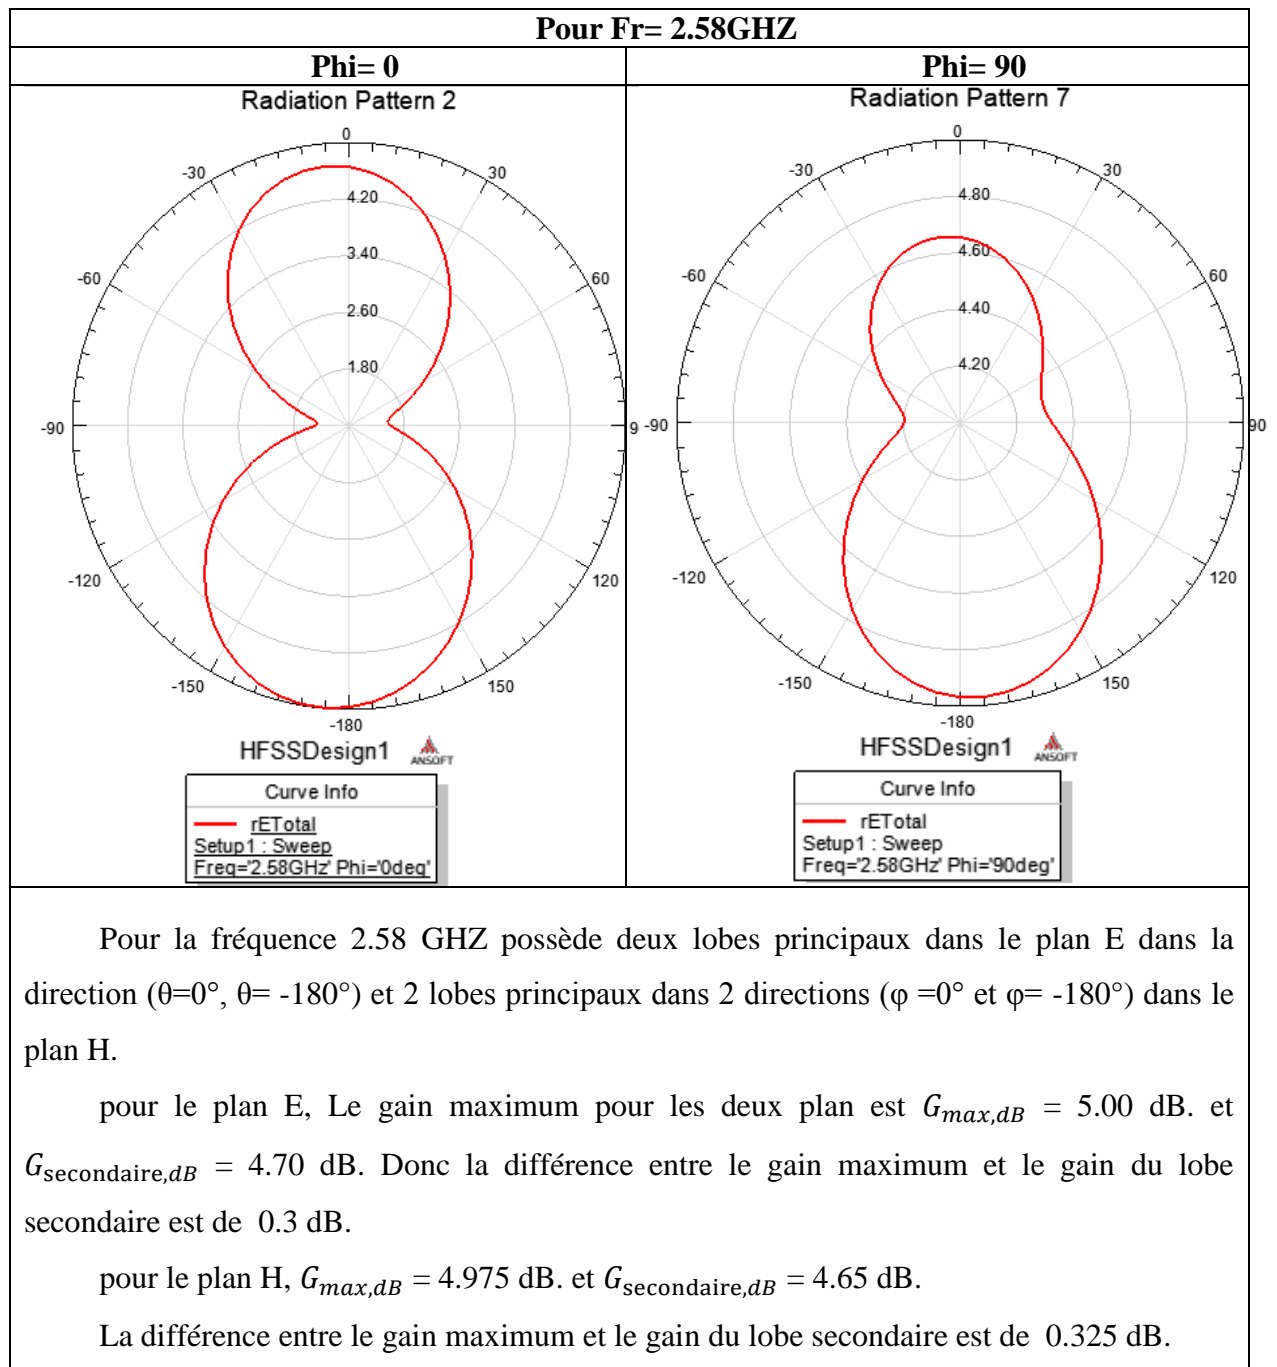 Pour Fr= 2.58GHZ
Phi= 0
Phi= 90
Radiation Pattern 2
0
-30
30
4.20
3.40
-60
60
2.60
1.80
-90
9
-120
120
-150
150
-180
HFSSDesign1
ANSOFT
Curve Info
rETotal
Setup1 : Sweep
Freq='2.58GHz' Phi='0deg'
Radiation Pattern 7
0
-30
30
4.80
4.60
-60
60
4.40
4.20
-90
90
-120
120
-150
150
-180
HFSSDesign1
ANSOFT
Curve Info
rETotal
Setup1 : Sweep
Freq='2.58GHz' Phi='90deg'
Pour la fréquence 2.58 GHZ possède deux lobes principaux dans le plan E dans la
direction (θ=0°, θ= -180°) et 2 lobes principaux dans 2 directions (φ =0° et φ= -180°) dans le
plan H.
pour le plan E, Le gain maximum pour les deux plan est G_max,dB = 5.00 dB. et
G_secondaire,dB = 4.70 dB. Donc la différence entre le gain maximum et le gain du lobe
secondaire est de 0.3 dB.
pour le plan H, G_max,dB = 4.975 dB. et G_secondaire,dB = 4.65 dB.
La différence entre le gain maximum et le gain du lobe secondaire est de 0.325 dB.